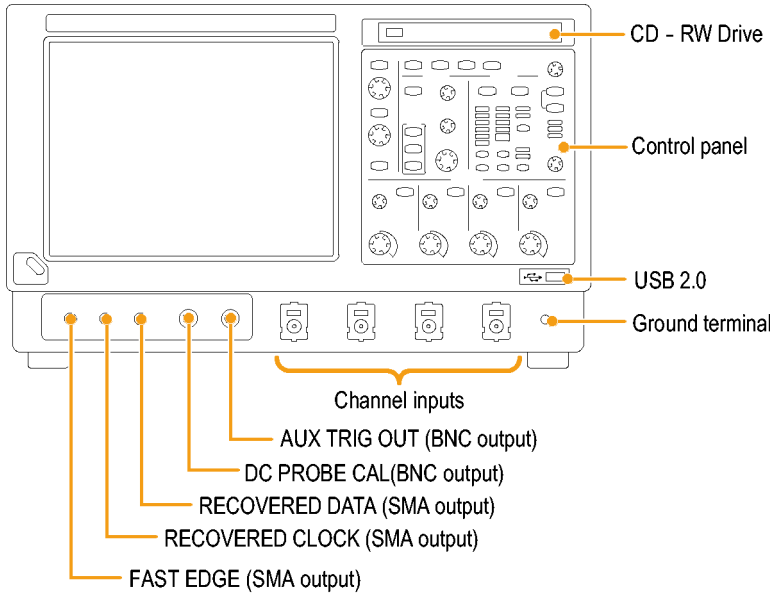 CD - RW Drive
Control panel
USB 2.0
Ground terminal
Channel inputs
AUX TRIG OUT (BNC output)
DC PROBE CAL(BNC output)
RECOVERED DATA (SMA output)
RECOVERED CLOCK (SMA output)
FAST EDGE (SMA output)